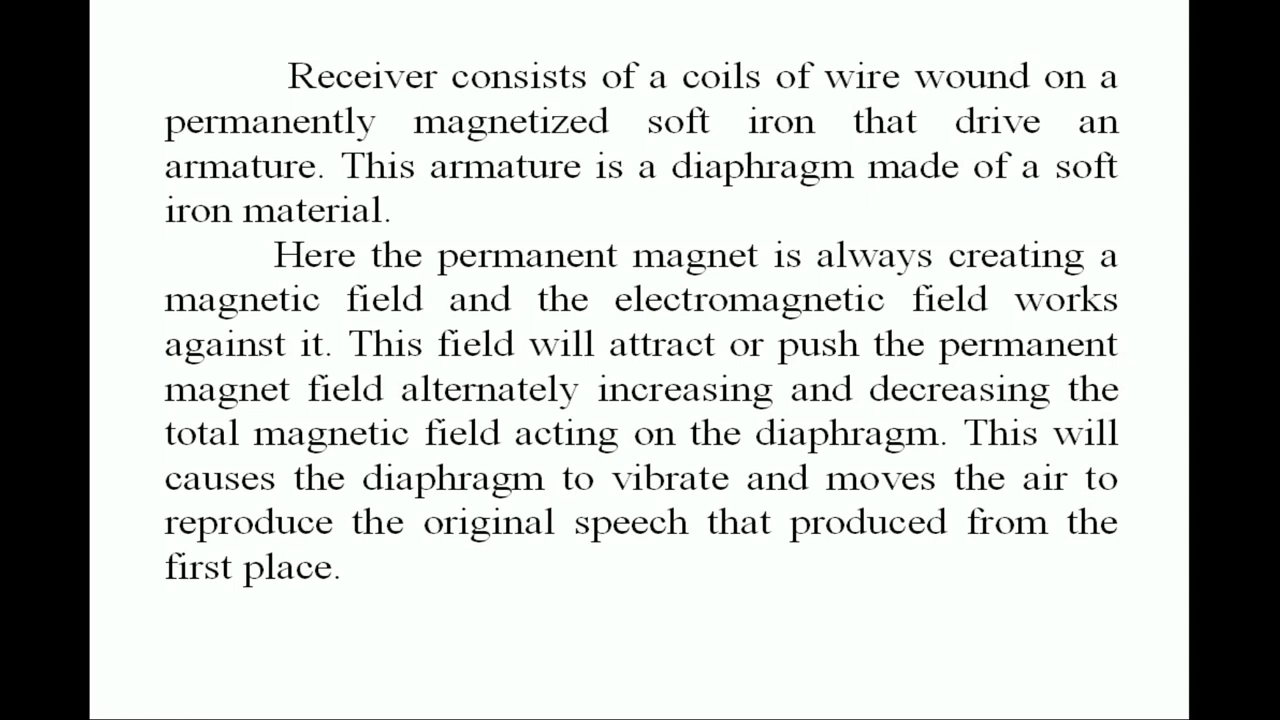 Receiver consists of a coils of wire wound on a
permanently magnetized soft iron that drive an
armature. This armature is a diaphragm made of a soft
iron material.
Here the permanent magnet is always creating a
magnetic field and the electromagnetic field works
against it. This field will attract or push the permanent
magnet field alternately increasing and decreasing the
total magnetic field acting on the diaphragm. This will
causes the diaphragm to vibrate and moves the air to
reproduce the original speech that produced from the
first place.